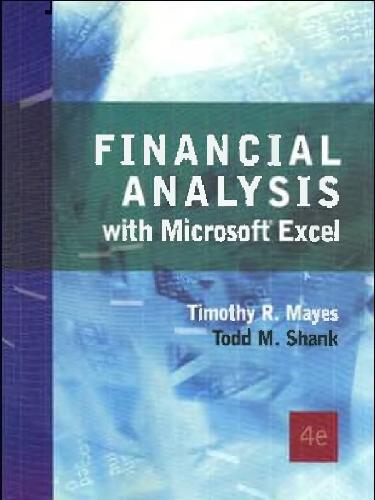 FINANCIAL
ANALYSIS
with Microsoft® Excel
Timothy R. Mayes
Todd M. Shank
4e